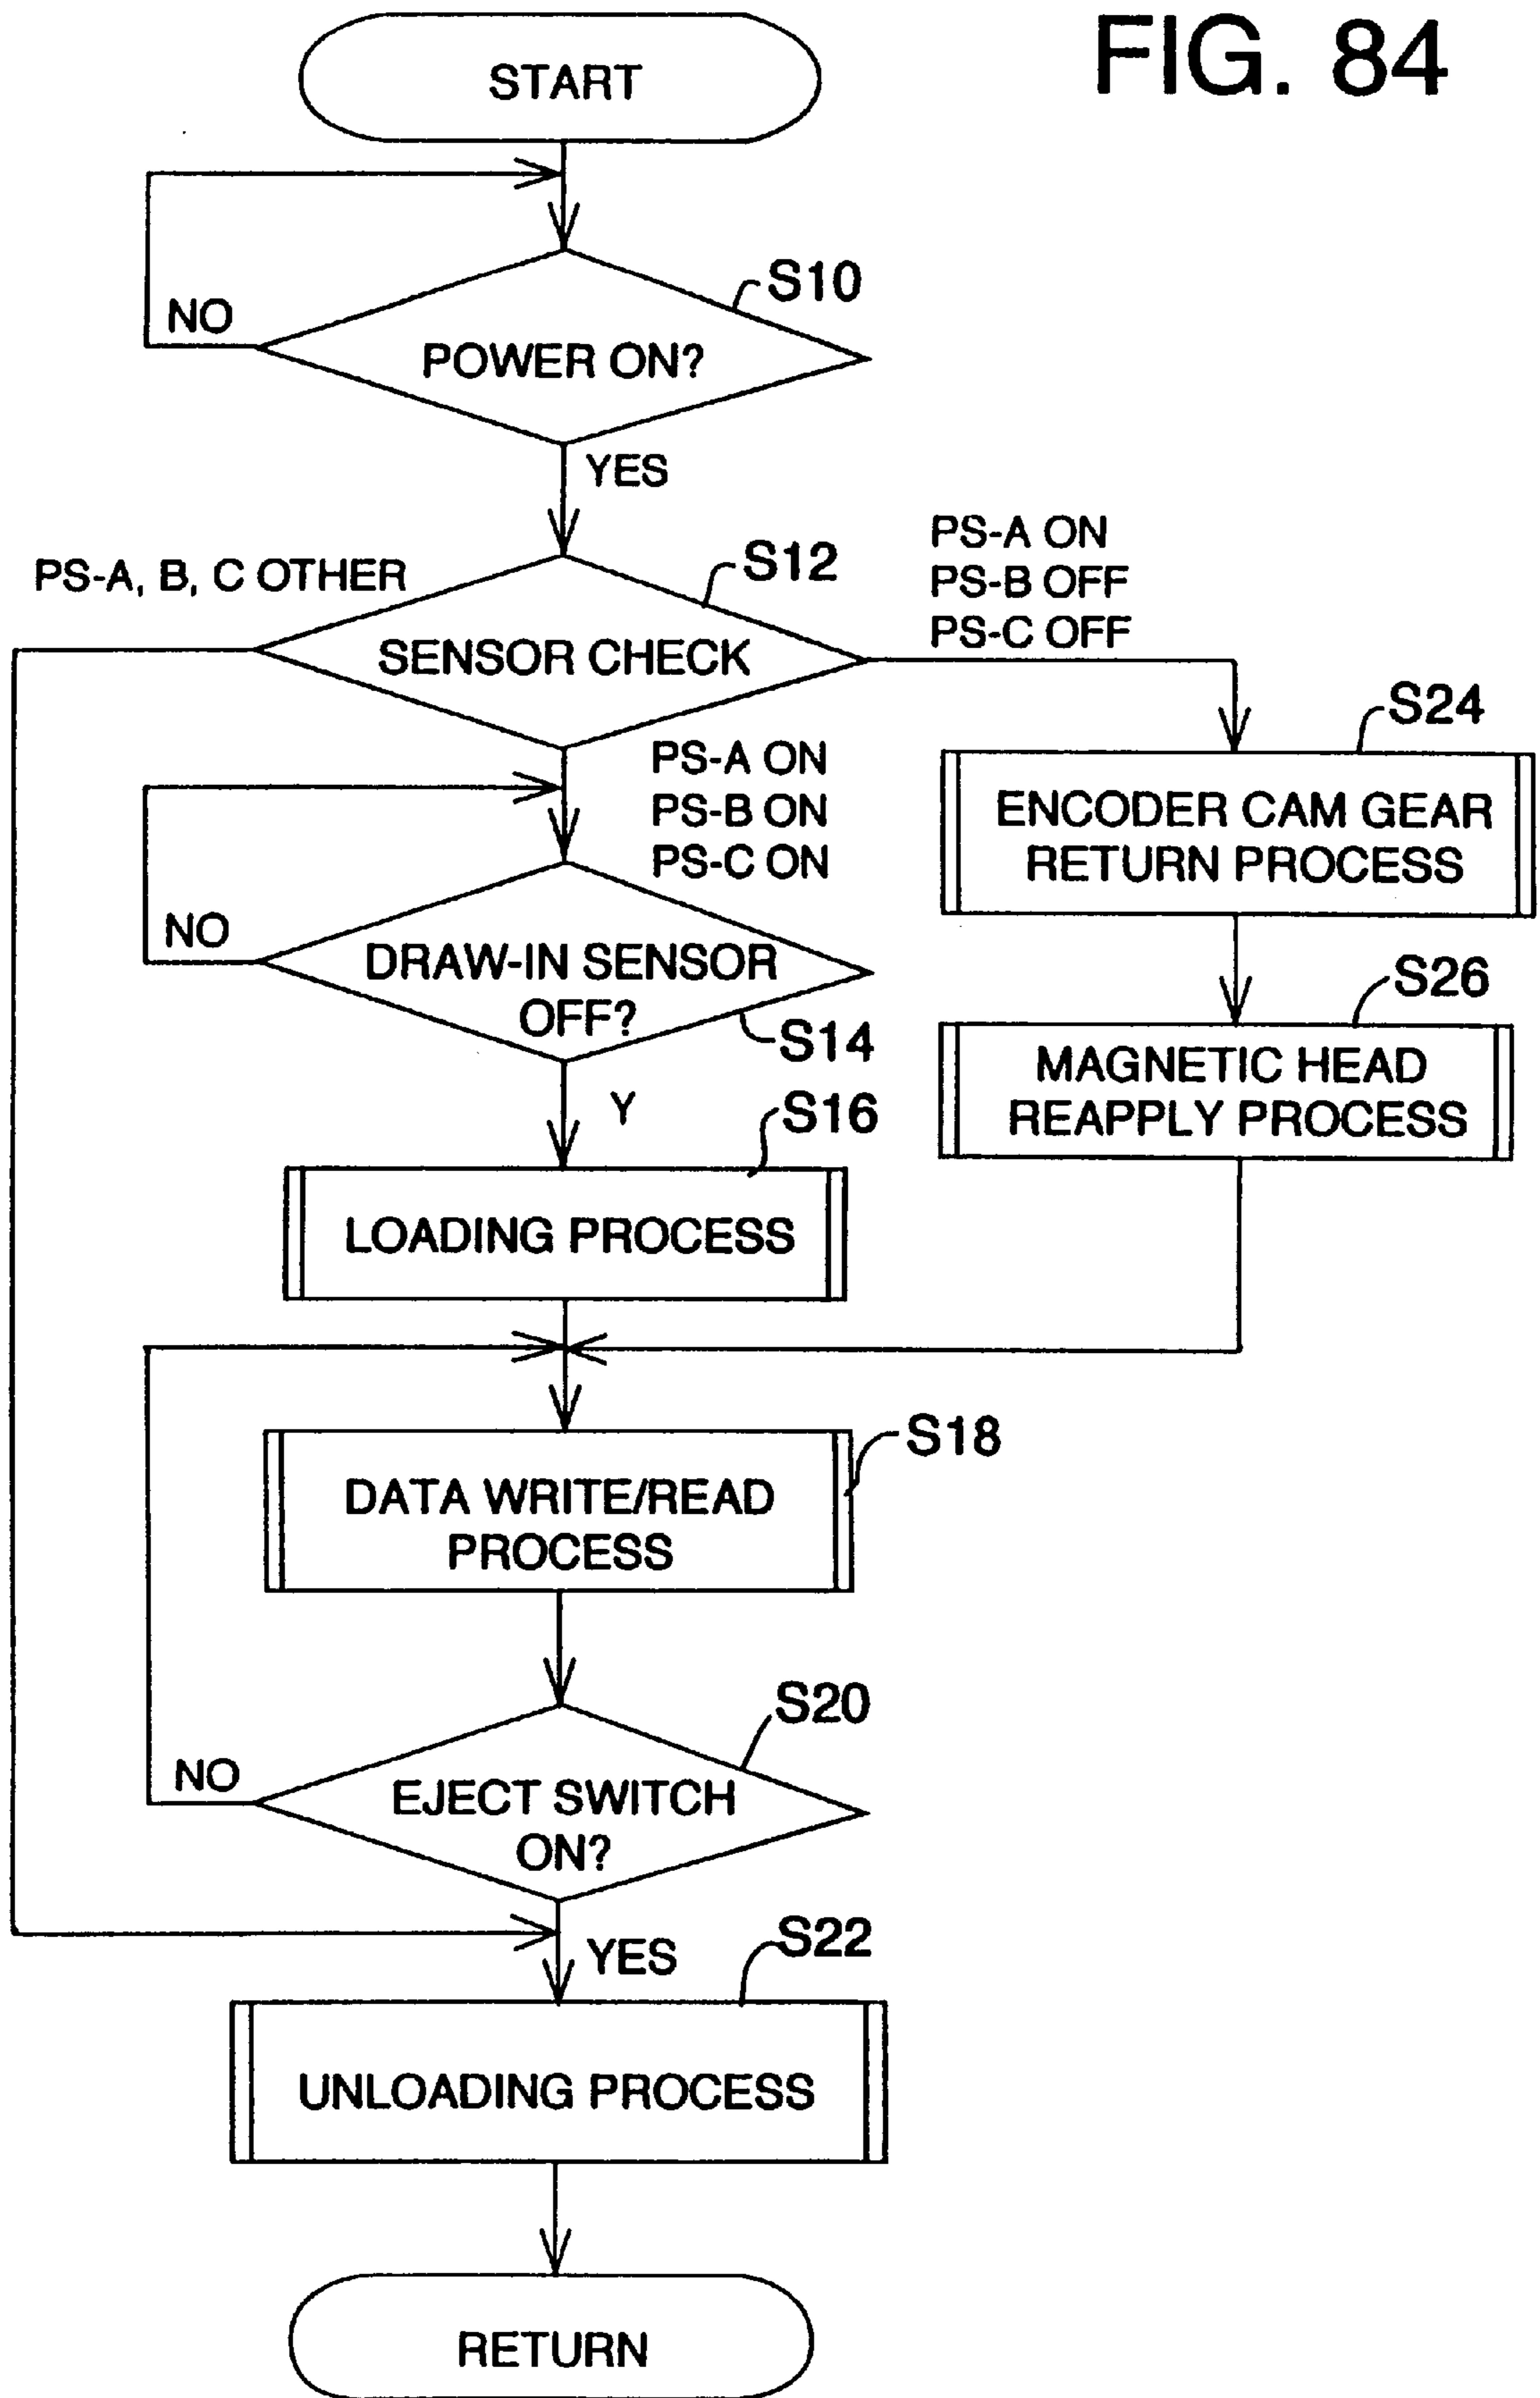 FIG. 84
START
S10
NO
POWER ON?
YES
PS-A, B, C OTHER
S12
PS-A ON
PS-B OFF
PS-C OFF
SENSOR CHECK
S24
PS-A ON
PS-B ON
PS-C ON
ENCODER CAM GEAR
RETURN PROCESS
NO
DRAW-IN SENSOR
OFF?
S14
S26
MAGNETIC HEAD
REAPPLY PROCESS
Y
S16
LOADING PROCESS
S18
DATA WRITE/READ
PROCESS
S20
NO
EJECT SWITCH
ON?
YES
S22
UNLOADING PROCESS
RETURN